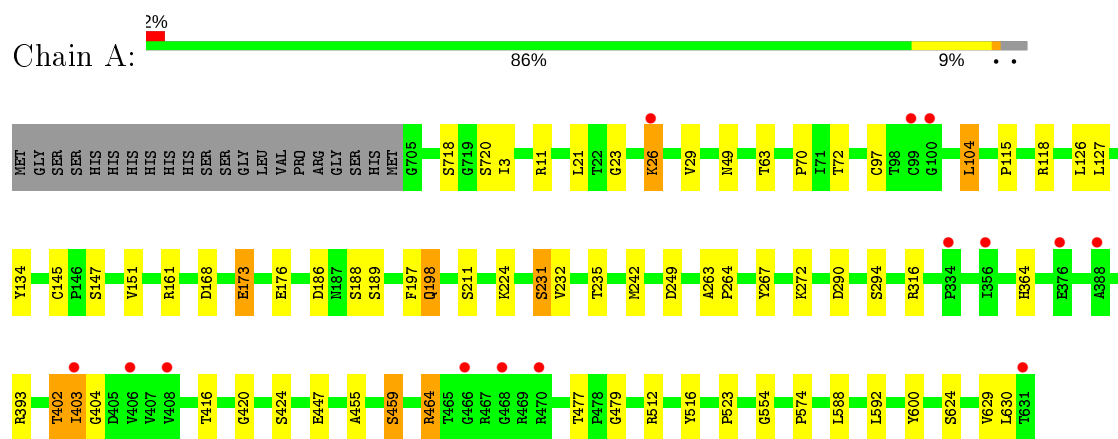 2%
Chain A:
86% 9% • •
MET GLY SER SER HIS HIS HIS HIS HIS HIS SER SER GLY LEU VAL PRO ARG GLY SER HIS MET G705 S718 G719 S720 I3 R11 L21 T22 G23 K26 V29 N49 T63 P70 I71 T72 C97 T98 C99 G100 L104 P115 R118 L126 L127
Y134 C145 P146 S147 V151 R161 D168 E173 E176 D186 N187 S188 S189 F197 Q198 S211 K224 S231 V232 T235 M242 D249 A263 P264 Y267 K272 D290 S294 R316 P334 I356 H364 E376 A388
R393 T402 I403 G404 D405 V406 V407 V408 T416 G420 S424 E447 A455 S459 R464 T465 G466 R467 G468 R469 R470 T477 P478 G479 R512 Y516 P523 G554 P574 L588 L592 Y600 S624 V629 L630 T631